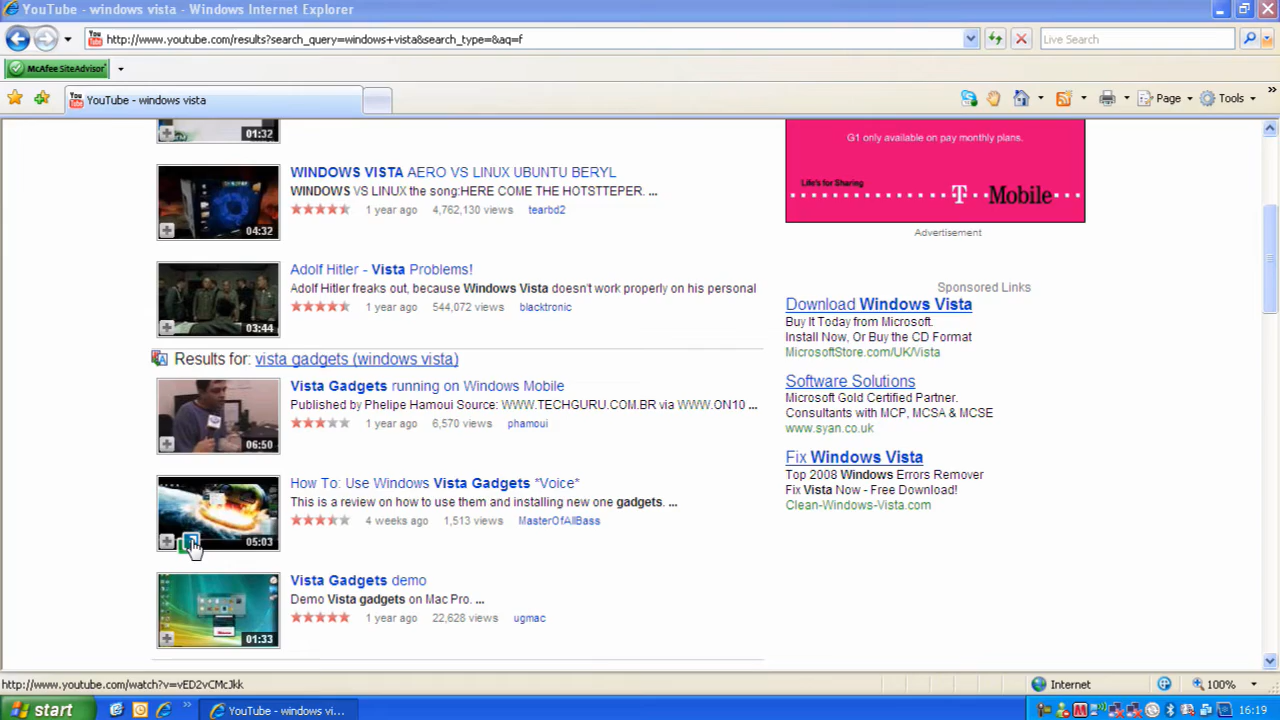 YouTube - windows vista - Windows Internet Explorer
http://www.youtube.com/results?search_query=windows+vista&search_type=&aq=f
Live Search
McAfee SiteAdvisor
YouTube - windows vista
Page
Tools
01:32
WINDOWS VISTA AERO VS LINUX UBUNTU BERYL
WINDOWS VS LINUX the song:HERE COME THE HOTSTTEPER. ...
1 year ago 4,762,130 views tearbd2
04:32
Adolf Hitler - Vista Problems!
Adolf Hitler freaks out, because Windows Vista doesn't work properly on his personal
1 year ago 544,072 views blacktronic
03:44
Results for: vista gadgets (windows vista)
Vista Gadgets running on Windows Mobile
Published by Phelipe Hamoui Source: WWW.TECHGURU.COM.BR via WWW.ON10 ...
1 year ago 6,570 views phamoui
06:50
How To: Use Windows Vista Gadgets *Voice*
This is a review on how to use them and installing new one gadgets. ...
4 weeks ago 1,513 views MasterOfAllBass
05:03
Vista Gadgets demo
Demo Vista gadgets on Mac Pro. ...
1 year ago 22,628 views ugmac
01:33
G1 only available on pay monthly plans.
Life's for Sharing
T Mobile
Advertisement
Sponsored Links
Download Windows Vista
Buy It Today from Microsoft.
Install Now, Or Buy the CD Format
MicrosoftStore.com/UK/Vista
Software Solutions
Microsoft Gold Certified Partner.
Consultants with MCP, MCSA & MCSE
www.syan.co.uk
Fix Windows Vista
Top 2008 Windows Errors Remover
Fix Vista Now - Free Download!
Clean-Windows-Vista.com
http://www.youtube.com/watch?v=vED2vCMcJkk
Internet
100%
start
YouTube - windows vi...
16:19